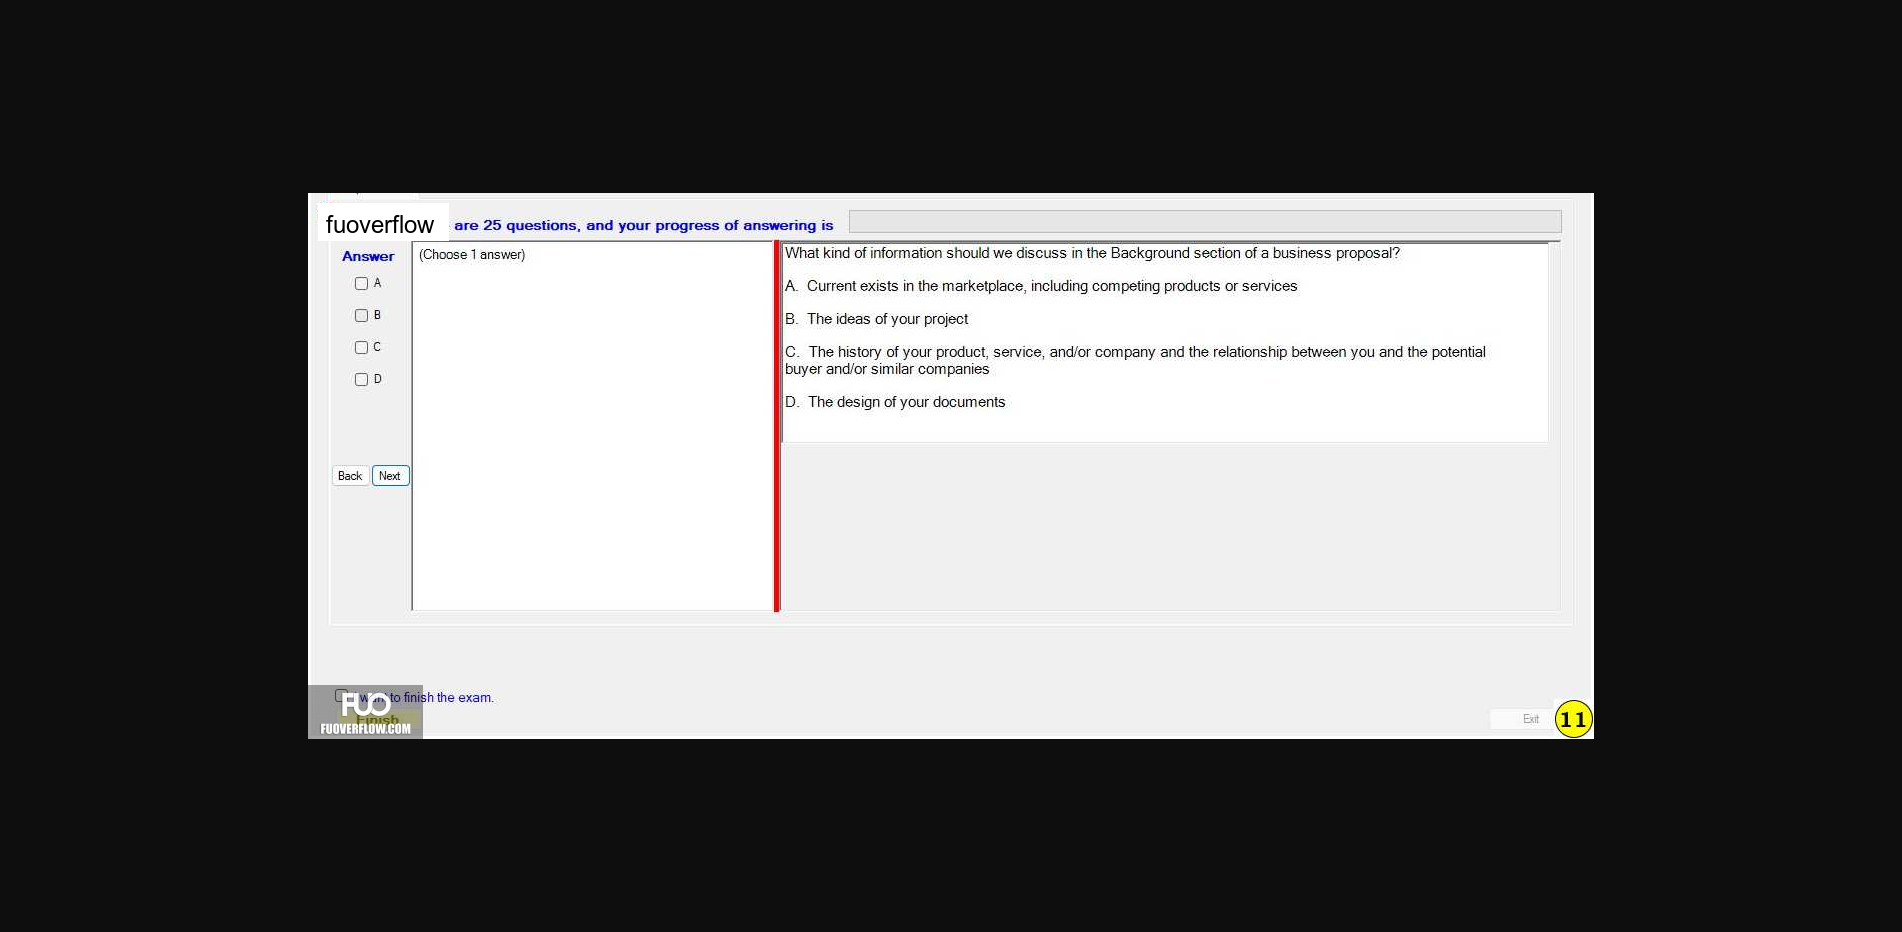 fuoverflow are 25 questions, and your progress of answering is
Answer
A
B
C
D
Back Next
(Choose 1 answer)
What kind of information should we discuss in the Background section of a business proposal?
A. Current exists in the marketplace, including competing products or services
B. The ideas of your project
C. The history of your product, service, and/or company and the relationship between you and the potential
buyer and/or similar companies
D. The design of your documents
I want to finish the exam.
FUO
Finish
FUOVERFLOW.COM
Exit
11